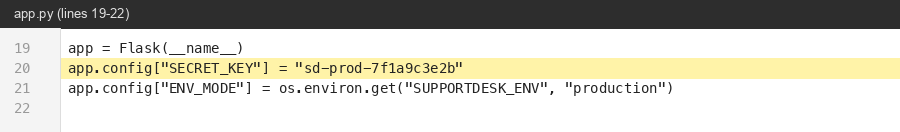 app.py (lines 19-22)
19 app = Flask(__name__)
20 app.config["SECRET_KEY"] = "sd-prod-7f1a9c3e2b"
21 app.config["ENV_MODE"] = os.environ.get("SUPPORTDESK_ENV", "production")
22